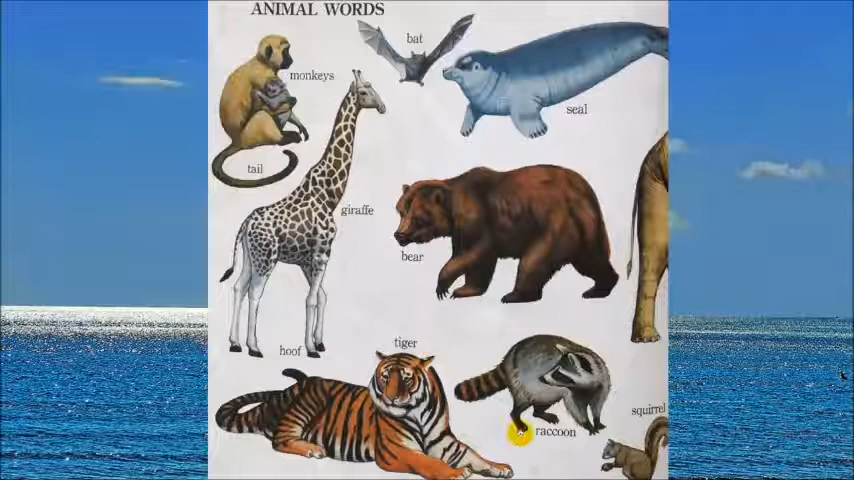 ANIMAL WORDS
bat
monkeys
seal
tail
giraffe
bear
hoof
tiger
squirrel
raccoon